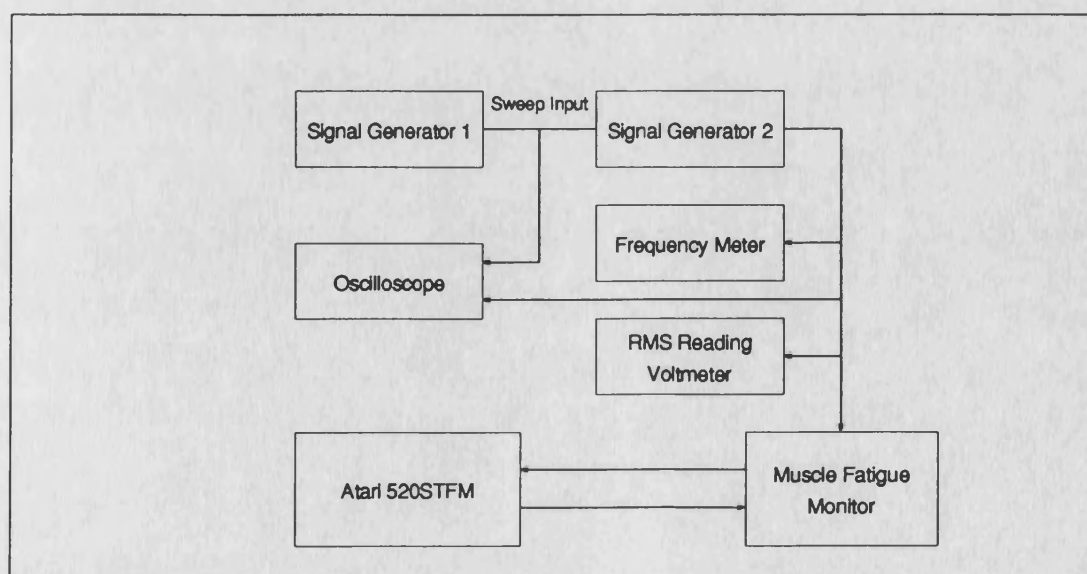 Sweep Input
Signal Generator 1
Signal Generator 2
Frequency Meter
Oscilloscope
RMS Reading
Voltmeter
Atari 520STFM
Muscle Fatigue
Monitor